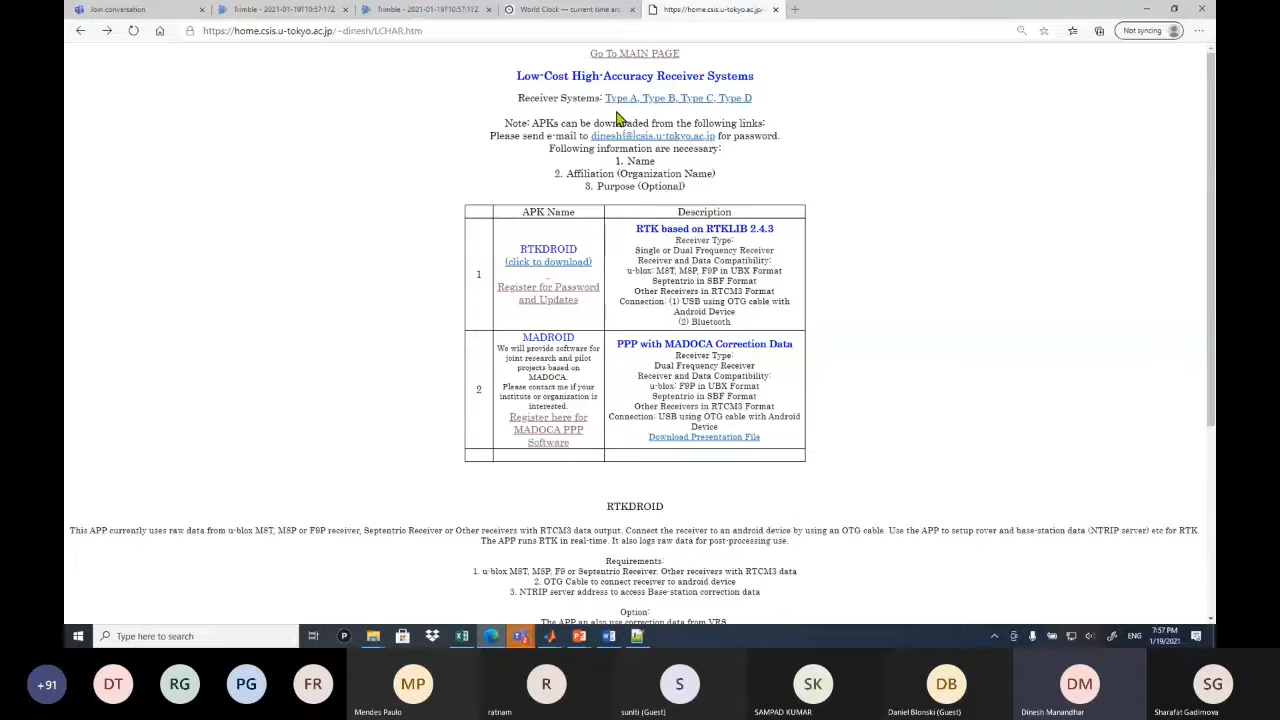 Join conversation
Trimble - 2021-01-19T10:57:17Z
Trimble - 2021-01-19T10:57:11Z
World Clock — current time aro
https://home.csis.u-tokyo.ac.jp/~
https://home.csis.u-tokyo.ac.jp/~dinesh/LCHAR.htm
Not syncing
Go To MAIN PAGE
Low-Cost High-Accuracy Receiver Systems
Receiver Systems: Type A, Type B, Type C, Type D
Note: APKs can be downloaded from the following links:
Please send e-mail to dinesh(@)csis.u-tokyo.ac.jp for password.
Following information are necessary:
1. Name
2. Affiliation (Organization Name)
3. Purpose (Optional)
APK Name
Description
1
RTKDROID
(click to download)
Register for Password
and Updates
RTK based on RTKLIB 2.4.3
Receiver Type:
Single or Dual Frequency Receiver
Receiver and Data Compatibility:
u-blox: M8T, M8P, F9P in UBX Format
Septentrio in SBF Format
Other Receivers in RTCM3 Format
Connection: (1) USB using OTG cable with
Android Device
(2) Bluetooth
2
MADROID
We will provide software for
joint research and pilot
projects based on
MADOCA.
Please contact me if your
institute or organization is
interested.
Register here for
MADOCA PPP
Software
PPP with MADOCA Correction Data
Receiver Type:
Dual Frequency Receiver
Receiver and Data Compatibility:
u-blox: F9P in UBX Format
Septentrio in SBF Format
Other Receivers in RTCM3 Format
Connection: USB using OTG cable with Android
Device
Download Presentation File
RTKDROID
This APP currently uses raw data from u-blox M8T, M8P or F9P receiver, Septentrio Receiver or Other receivers with RTCM3 data output. Connect the receiver to an android device by using an OTG cable. Use the APP to setup rover and base-station data (NTRIP server) etc for RTK.
The APP runs RTK in real-time. It also logs raw data for post-processing use.
Requirements:
1. u-blox M8T, M8P, F9 or Septentrio Receiver. Other receivers with RTCM3 data
2. OTG Cable to connect receiver to android device
3. NTRIP server address to access Base-station correction data
Option:
The APP an also use correction data from VRS
Type here to search
ENG
7:57 PM
1/19/2021
+91
DT
RG
PG
FR
MP
Mendes Paulo
R
ratnam
S
suniti (Guest)
SK
SAMPAD KUMAR
DB
Daniel Blonski (Guest)
DM
Dinesh Manandhar
SG
Sharafat Gadimova